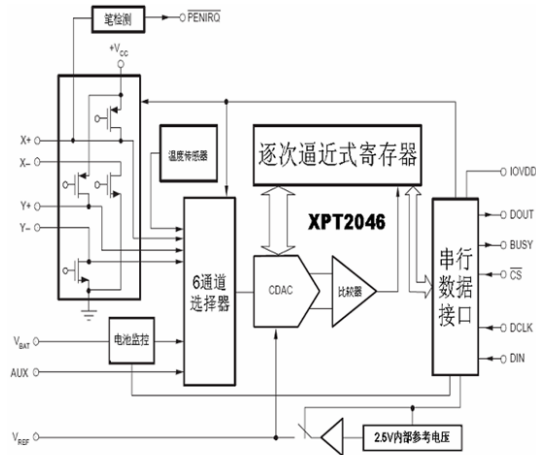 笔检测
PENIRQ
+VCC
X+
X-
Y+
Y-
温度传感器
逐次逼近式寄存器
XPT2046
IOVDD
DOUT
BUSY
CS
DCLK
DIN
6通道
选择器
CDAC
比较器
串行
数据
接口
VBAT
电池监控
AUX
VREF
2.5V内部参考电压